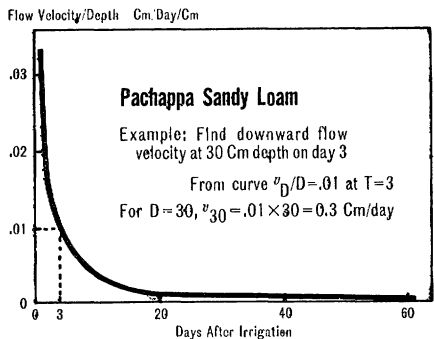 Flow Velocity/Depth Cm/Day/Cm
.03
Pachappa Sandy Loam
Example: Find downward flow
velocity at 30 Cm depth on day 3
.02
From curve vD/D=.01 at T=3
For D=30, v30=.01×30=0.3 Cm/day
.01
0
0 3 20 40 60
Days After Irrigation